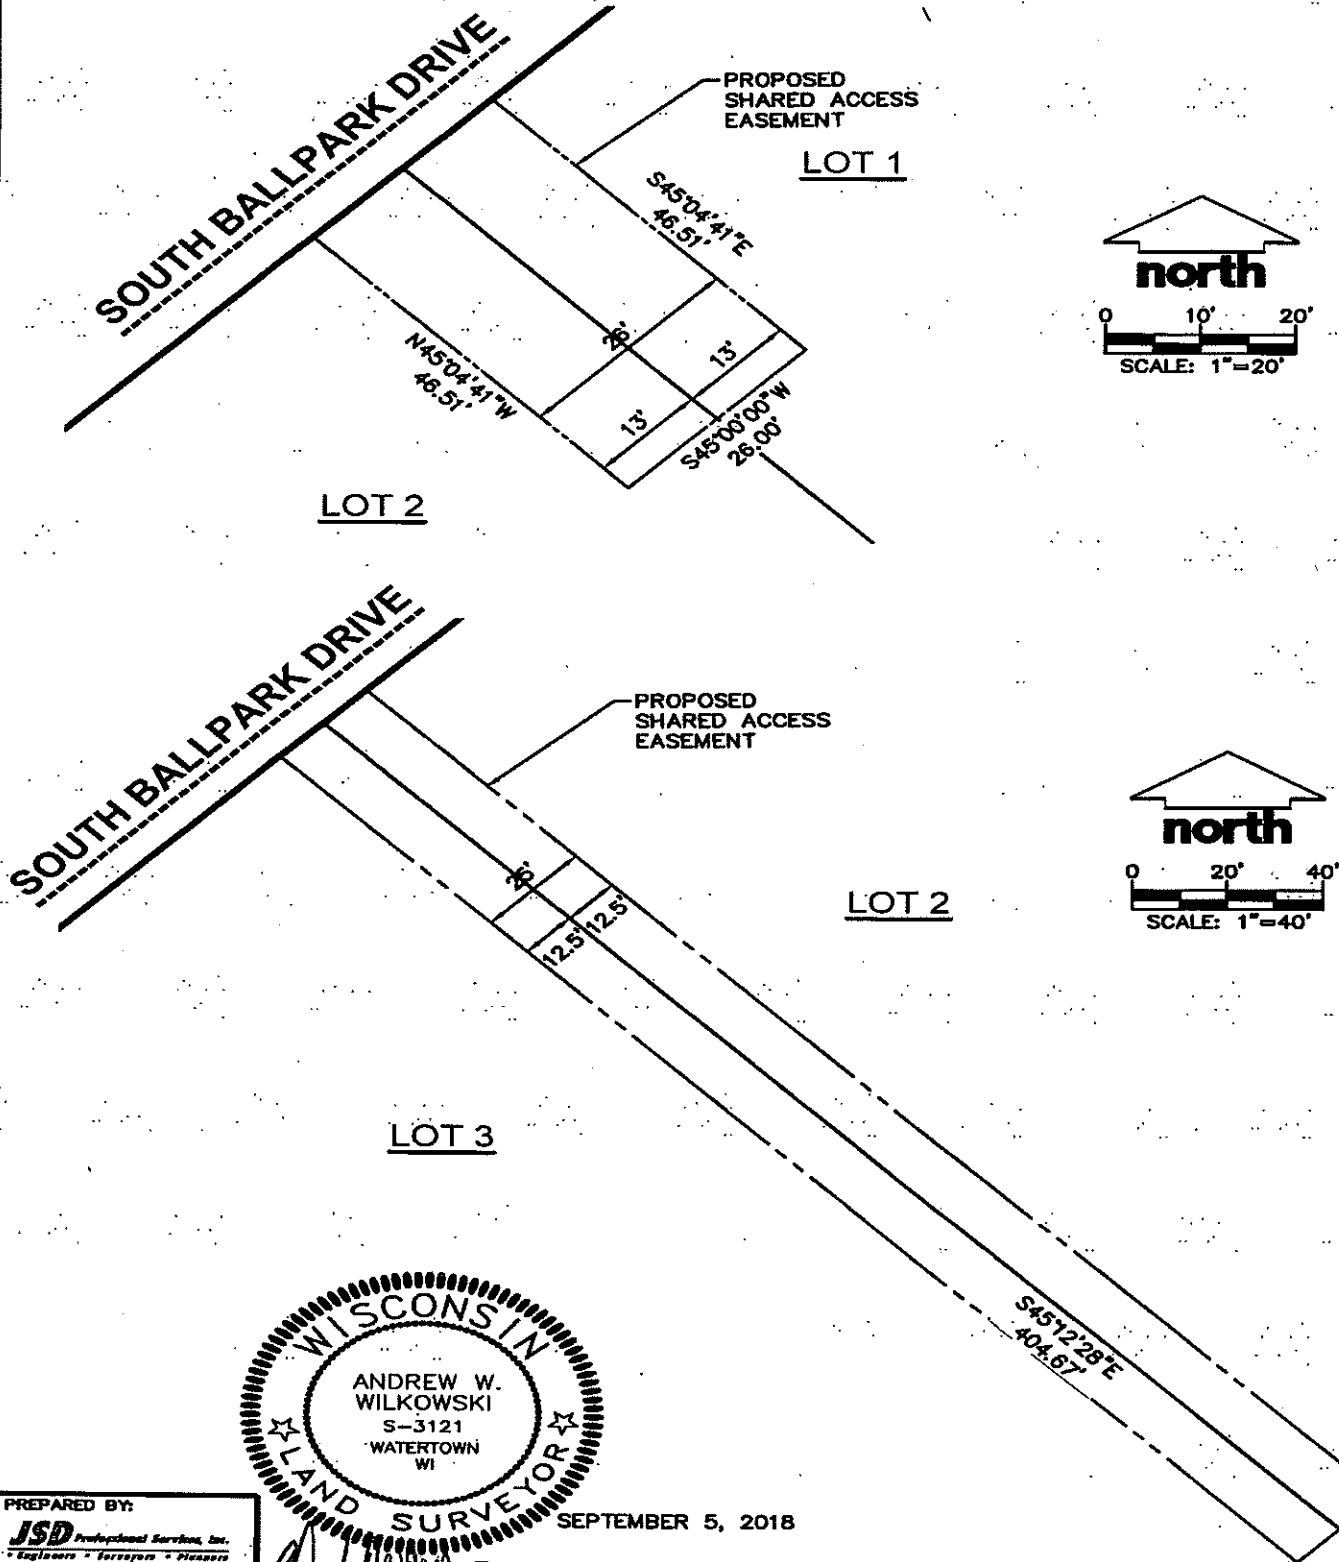 SOUTH BALLPARK DRIVE
PROPOSED
SHARED ACCESS
EASEMENT
LOT 1
S45°04'41"E
46.51'
north
0 10' 20'
SCALE: 1"=20'
26'
13'
13'
N45°04'41"W
46.51'
S45°00'00"W
26.00'
LOT 2
SOUTH BALLPARK DRIVE
PROPOSED
SHARED ACCESS
EASEMENT
north
0 20' 40'
SCALE: 1"=40'
26'
12.5'
12.5'
LOT 2
LOT 3
S45°12'28"E
404.67'
WISCONSIN
ANDREW W.
WILKOWSKI
S-3121
WATERTOWN
WI
LAND SURVEYOR
SEPTEMBER 5, 2018
PREPARED BY:
JSD Professional Services, Inc.
• Engineers • Surveyors • Planners